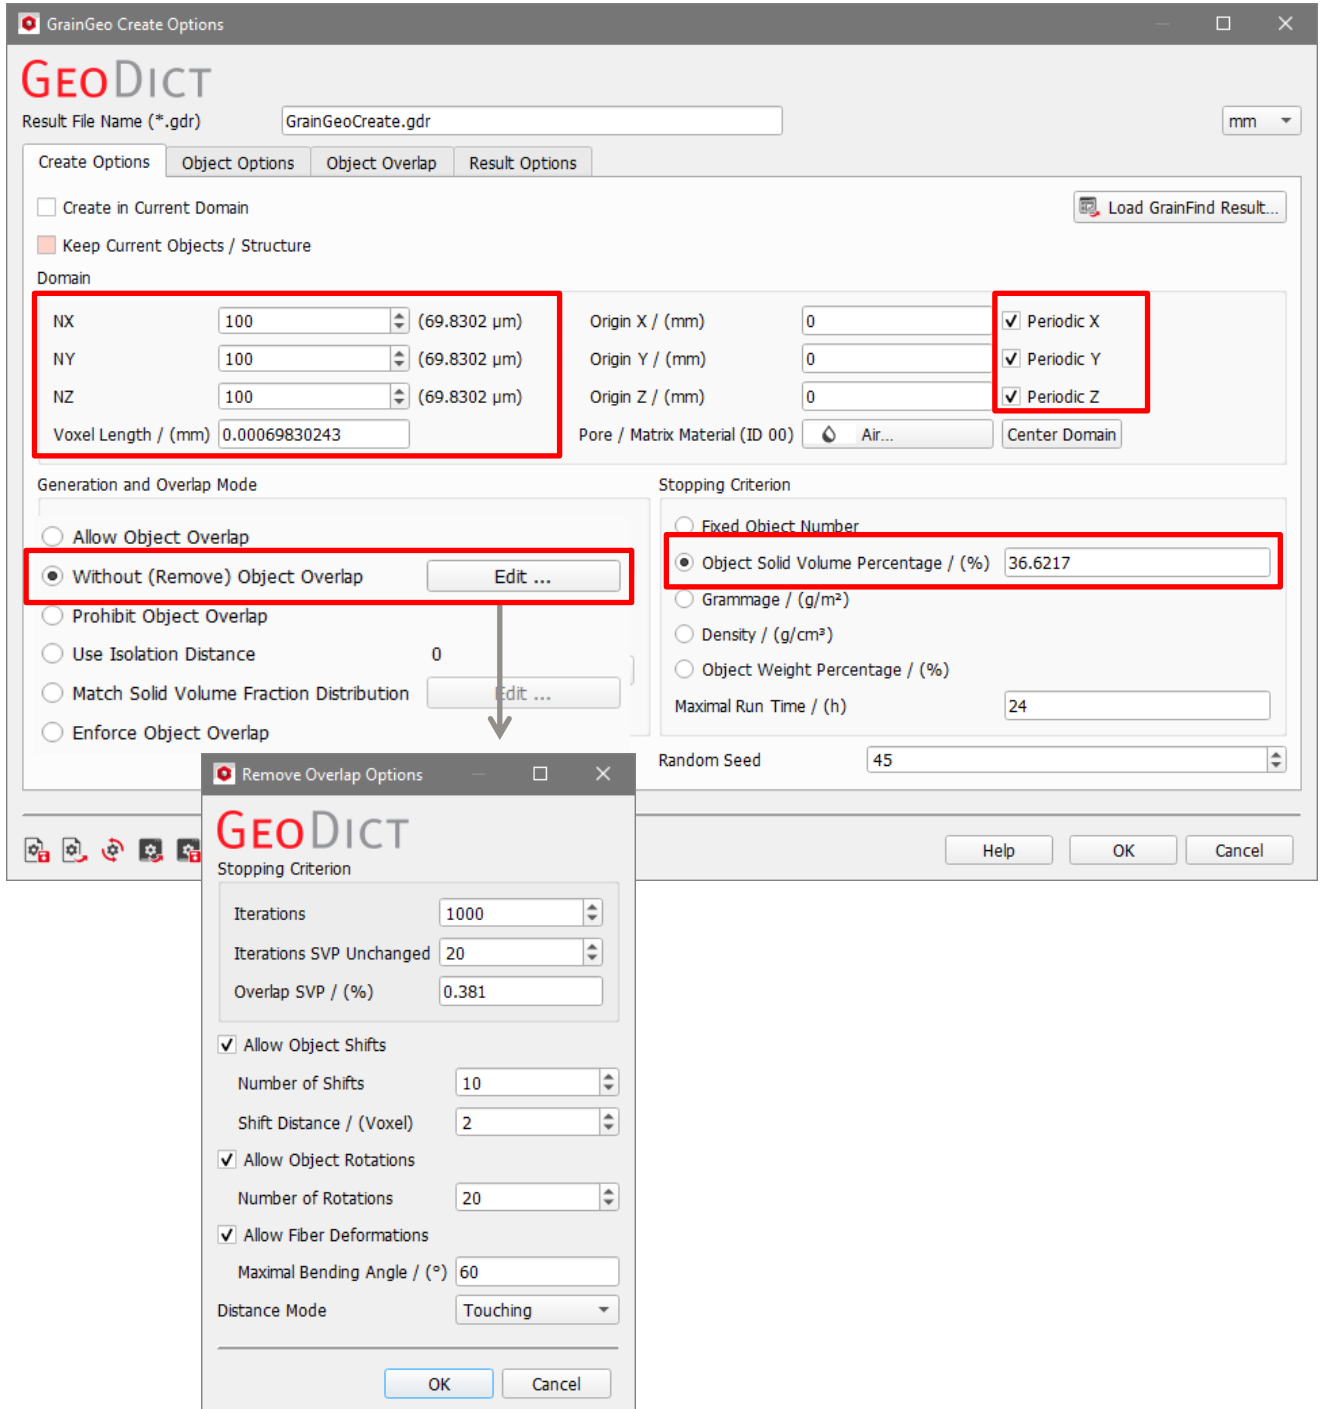 GrainGeo Create Options
GEODICT
Result File Name (*.gdr) GrainGeoCreate.gdr mm
Create Options Object Options Object Overlap Result Options
Create in Current Domain Load GrainFind Result...
Keep Current Objects / Structure
Domain
NX 100 (69.8302 µm) Origin X / (mm) 0 Periodic X
NY 100 (69.8302 µm) Origin Y / (mm) 0 Periodic Y
NZ 100 (69.8302 µm) Origin Z / (mm) 0 Periodic Z
Voxel Length / (mm) 0.00069830243 Pore / Matrix Material (ID 00) Air... Center Domain
Generation and Overlap Mode Stopping Criterion
Allow Object Overlap Fixed Object Number
Without (Remove) Object Overlap Edit ... Object Solid Volume Percentage / (%) 36.6217
Prohibit Object Overlap Grammage / (g/m²)
Use Isolation Distance 0 Density / (g/cm³)
Match Solid Volume Fraction Distribution Edit ... Object Weight Percentage / (%)
Enforce Object Overlap Maximal Run Time / (h) 24
Random Seed 45
Help OK Cancel
Remove Overlap Options
GEODICT
Stopping Criterion
Iterations 1000
Iterations SVP Unchanged 20
Overlap SVP / (%) 0.381
Allow Object Shifts
Number of Shifts 10
Shift Distance / (Voxel) 2
Allow Object Rotations
Number of Rotations 20
Allow Fiber Deformations
Maximal Bending Angle / (°) 60
Distance Mode Touching
OK Cancel